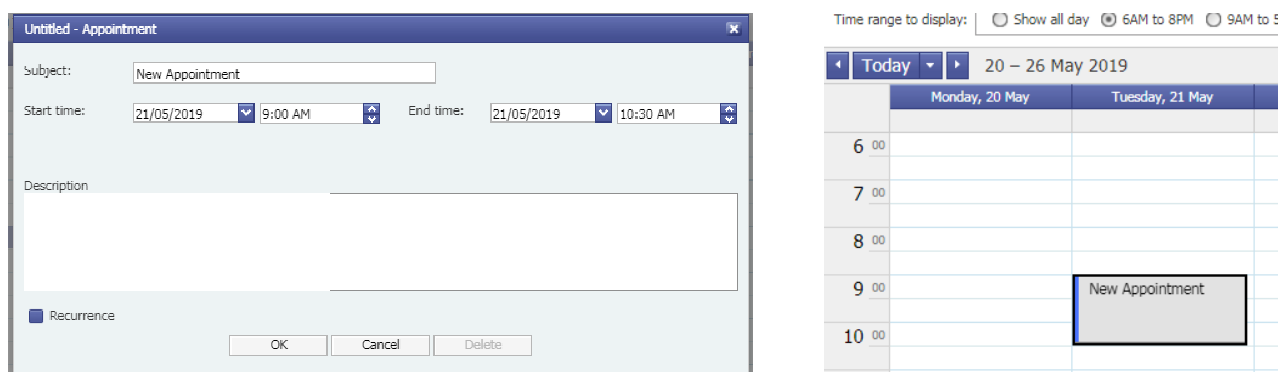 Untitled - Appointment
Subject: New Appointment
Start time: 21/05/2019 9:00 AM End time: 21/05/2019 10:30 AM
Description
Recurrence
OK Cancel Delete
Time range to display: Show all day 6AM to 8PM 9AM to
Today 20 – 26 May 2019
Monday, 20 May Tuesday, 21 May
6 00
7 00
8 00
9 00 New Appointment
10 00